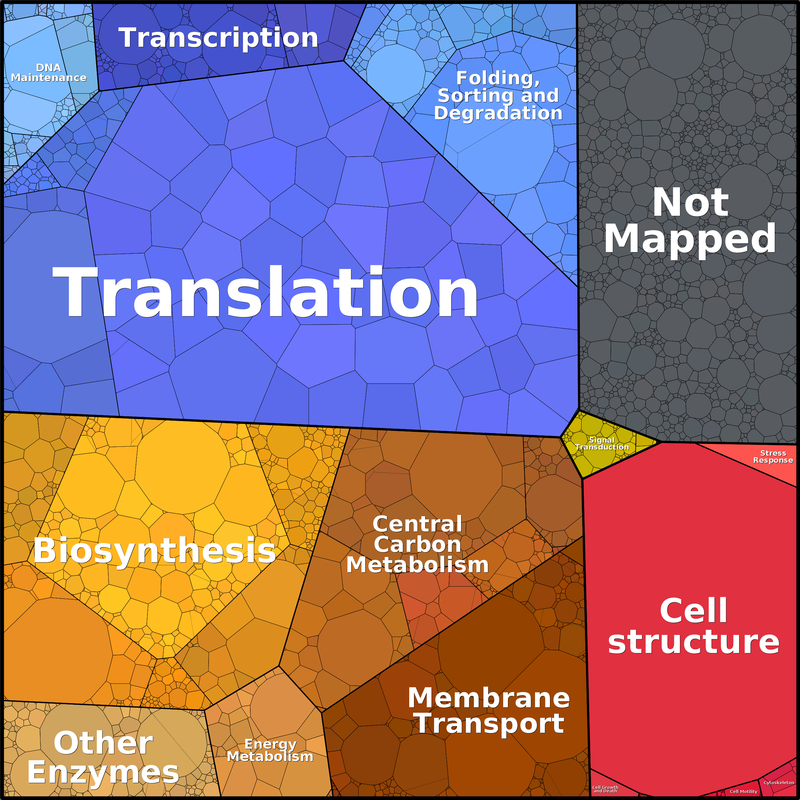 Transcription
DNA
Maintenance
Folding,
Sorting and
Degradation
Not
Mapped
Translation
Signal
Transduction
Stress
Response
Central
Carbon
Metabolism
Biosynthesis
Cell
structure
Membrane
Transport
Other
Enzymes
Energy
Metabolism
Cell Growth
and Death
Cell Motility
Cytoskeleton